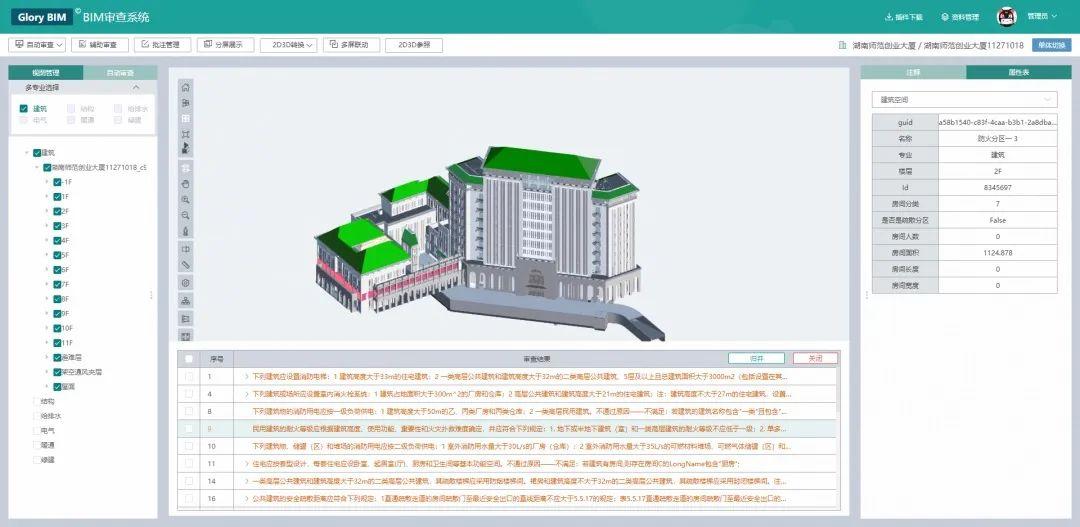 Glory BIM
© BIM审查系统
插件下载
资料管理
管理员
自动审查
辅助审查
批注管理
分屏展示
2D3D转换
多屏联动
2D3D参照
湖南师范创业大厦 / 湖南师范创业大厦11271018
单体切换
视图管理
自动审查
多专业选择
建筑
结构
给排水
电气
暖通
绿建
建筑
湖南师范创业大厦11271018_c9
-1F
1F
2F
3F
4F
5F
6F
7F
8F
9F
10F
11F
避难层
架空通风夹层
屋面
结构
给排水
电气
暖通
绿建
注释
属性表
建筑空间
guid a58b1540-c83f-4caa-b3b1-2a8dba...
名称 防火分区一 3
专业 建筑
楼层 2F
Id 8345697
房间分类 7
是否是疏散分区 False
房间人数 0
房间面积 1124.878
房间长度 0
房间宽度 0
序号 审查结果 归并 关闭
1 下列建筑应设置消防电梯：1 建筑高度大于33m的住宅建筑；2 一类高层公共建筑和建筑高度大于32m的二类高层公共建筑、5层及以上且总建筑面积大于3000m2（包括设置在其...
4 下列建筑或场所应设置室内消火栓系统：1 建筑占地面积大于300m^2的厂房和仓库；2 高层公共建筑和建筑高度大于21m的住宅建筑；注：建筑高度不大于27m的住宅建筑，设置...
8 下列建筑物的消防用电应按一级负荷供电：1 建筑高度大于50m的乙、丙类厂房和丙类仓库；2 一类高层民用建筑。不通过原因——不满足：若建筑的建筑名称包含"一类"且包含"...
9 民用建筑的耐火等级应根据建筑高度、使用功能、重要性和火灾扑救难度确定，并应符合下列规定：1. 地下或半地下建筑（室）和一类高层建筑的耐火等级不应低于一级；2. 单多...
10 下列建筑物、储罐（区）和堆场的消防用电应按二级负荷供电：1 室外消防用水量大于30L/s的厂房（仓库）；2 室外消防用水量大于35L/s的可燃材料堆场、可燃气体储罐（区）和...
11 住宅应按套型设计，每套住宅应设卧室、起居室(厅)、厨房和卫生间等基本功能空间。不通过原因——不满足：若建筑有房间,则存在房间C的LongName包含"厨房";
14 一类高层公共建筑和建筑高度大于32m的二类高层公共建筑，其疏散楼梯应采用防烟楼梯间。裙房和建筑高度不大于32m的二类高层公共建筑，其疏散楼梯应采用封闭楼梯间。注...
16 公共建筑的安全疏散距离应符合下列规定：1直通疏散走道的房间疏散门至最近安全出口的直线距离不应大于5.5.17的规定；表5.5.17直通疏散走道的房间疏散门至最近安全出口的...